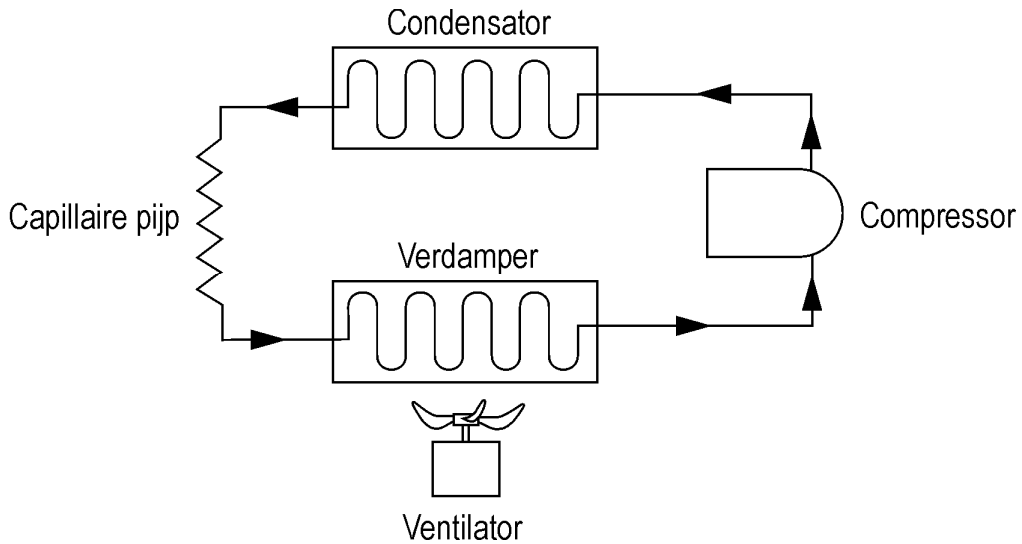 Condensator
Capillaire pijp
Compressor
Verdamper
Ventilator